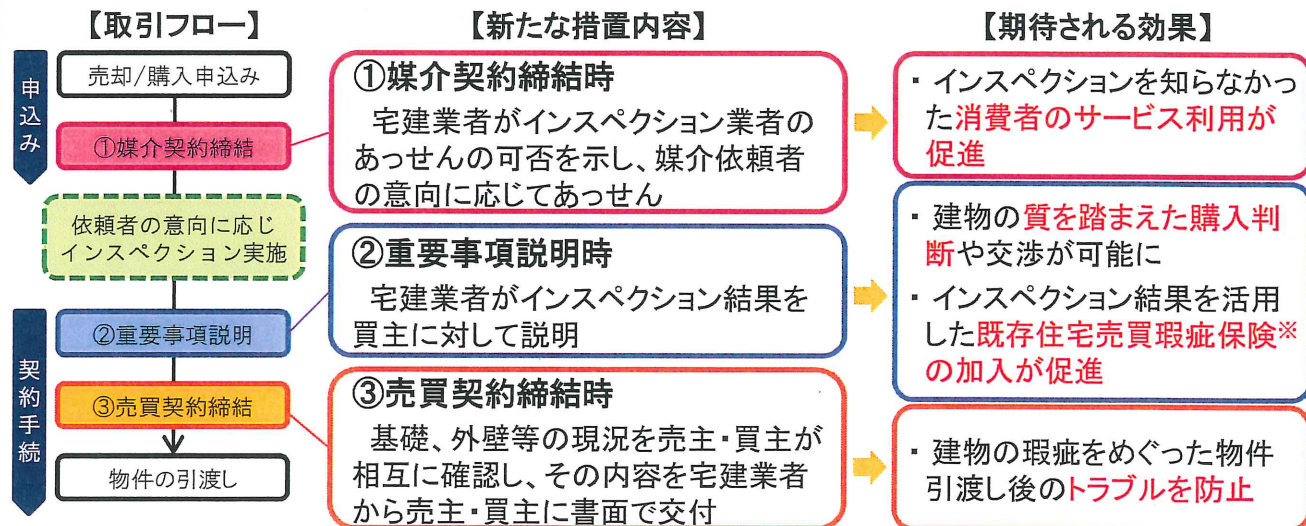 【取引フロー】
申込み
売却/購入申込み
①媒介契約締結
依頼者の意向に応じ
インスペクション実施
契約手続
②重要事項説明
③売買契約締結
物件の引渡し
【新たな措置内容】
①媒介契約締結時
宅建業者がインスペクション業者の
あっせんの可否を示し、媒介依頼者
の意向に応じてあっせん
②重要事項説明時
宅建業者がインスペクション結果を
買主に対して説明
③売買契約締結時
基礎、外壁等の現況を売主・買主が
相互に確認し、その内容を宅建業者
から売主・買主に書面で交付
【期待される効果】
・インスペクションを知らなかっ
た消費者のサービス利用が
促進
・建物の質を踏まえた購入判
断や交渉が可能に
・インスペクション結果を活用
した既存住宅売買瑕疵保険※
の加入が促進
・建物の瑕疵をめぐった物件
引渡し後のトラブルを防止